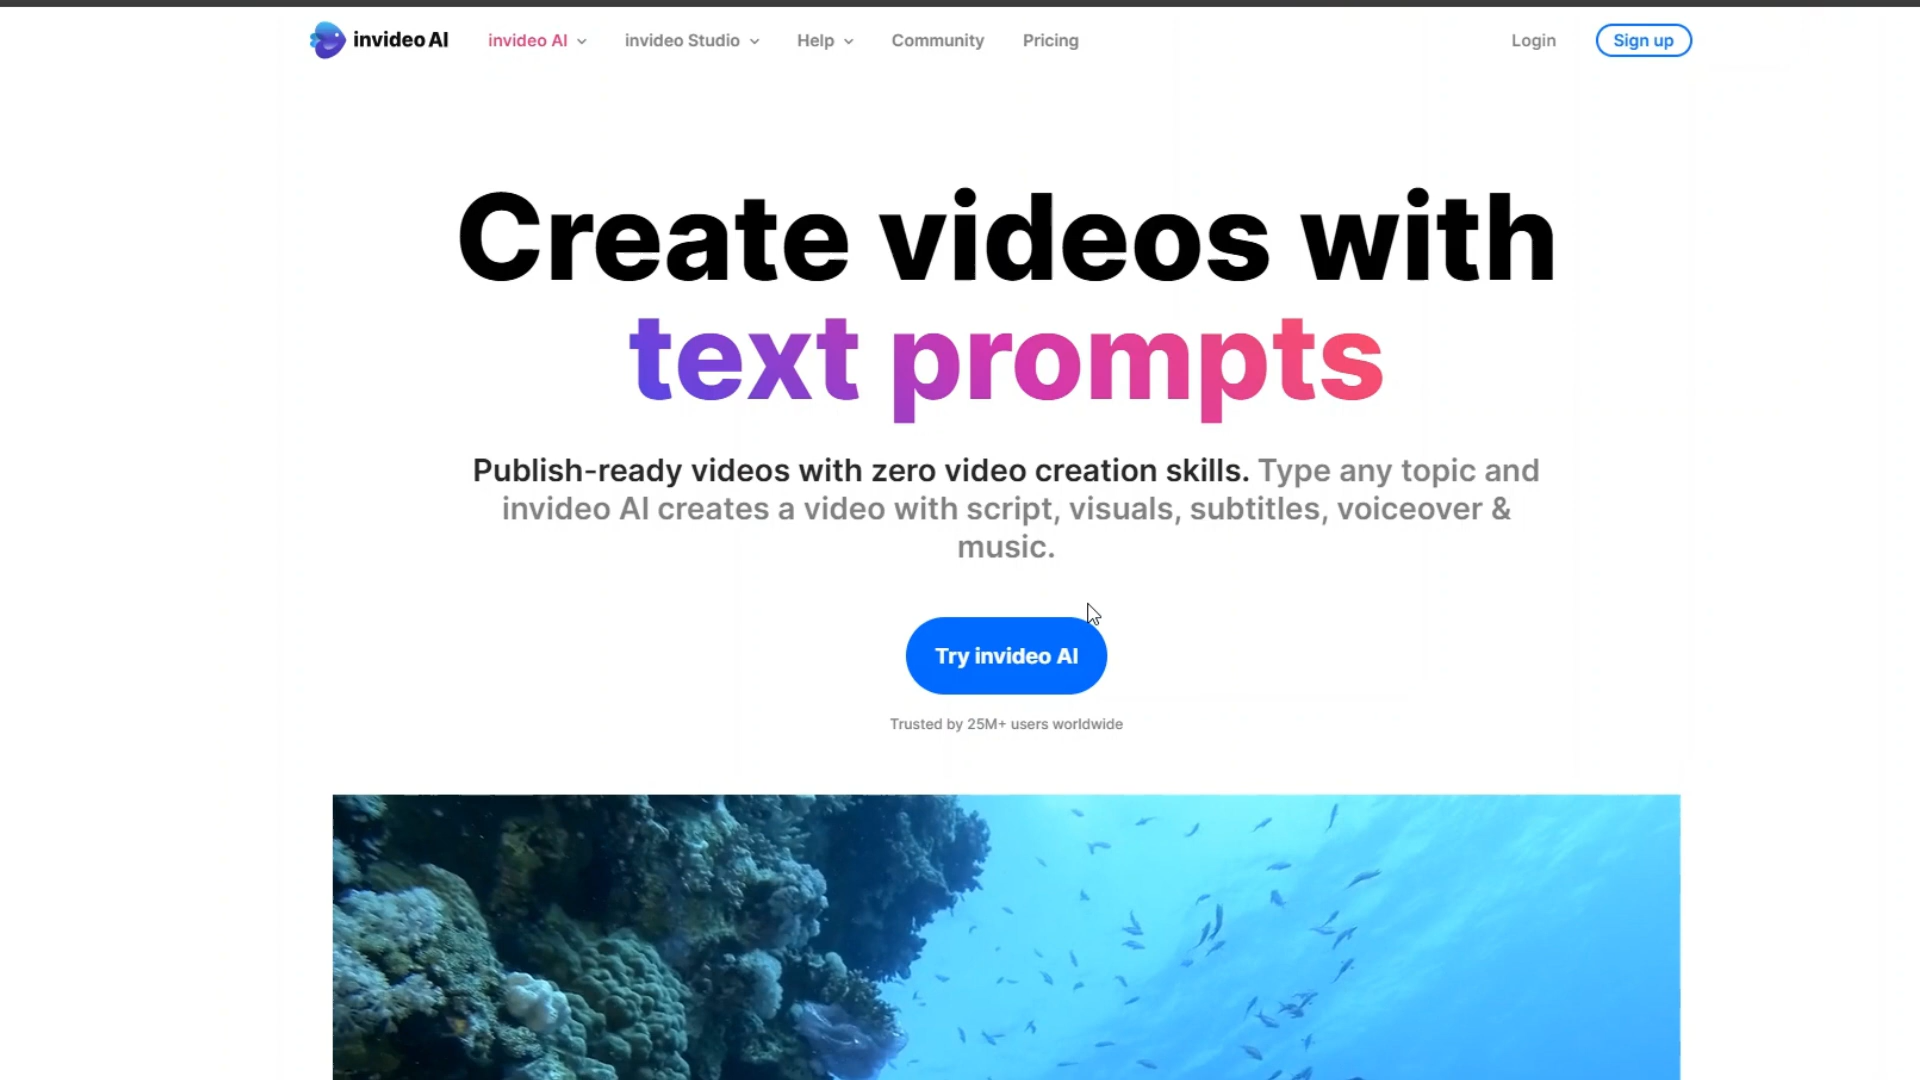 invideo AI
invideo AI
invideo Studio
Help
Community
Pricing
Login
Sign up
Create videos with
text prompts
Publish-ready videos with zero video creation skills. Type any topic and
invideo AI creates a video with script, visuals, subtitles, voiceover &
music.
Try invideo AI
Trusted by 25M+ users worldwide